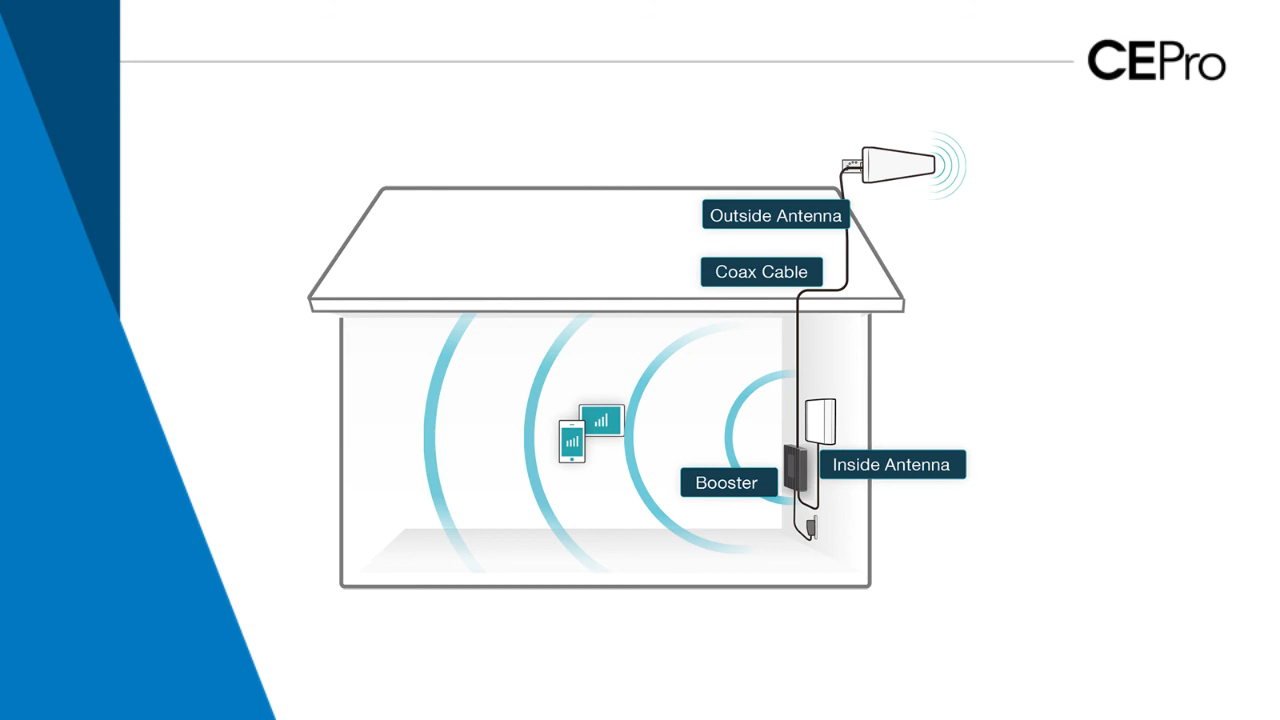 CEPro
Outside Antenna
Coax Cable
Inside Antenna
Booster